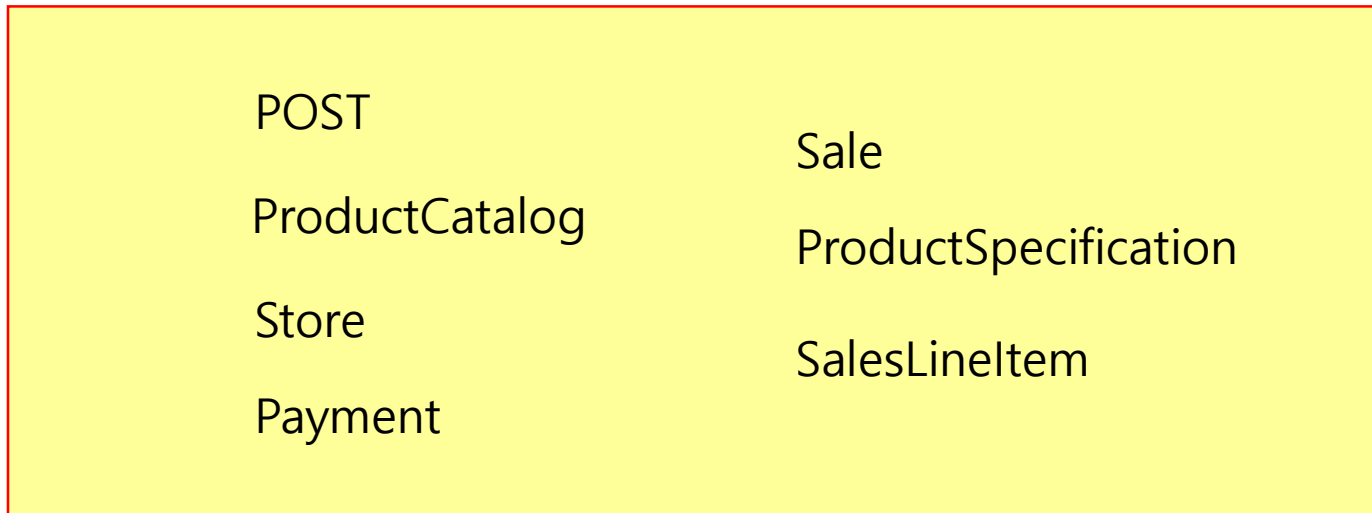 POST
ProductCatalog
Store
Payment
Sale
ProductSpecification
SalesLineItem